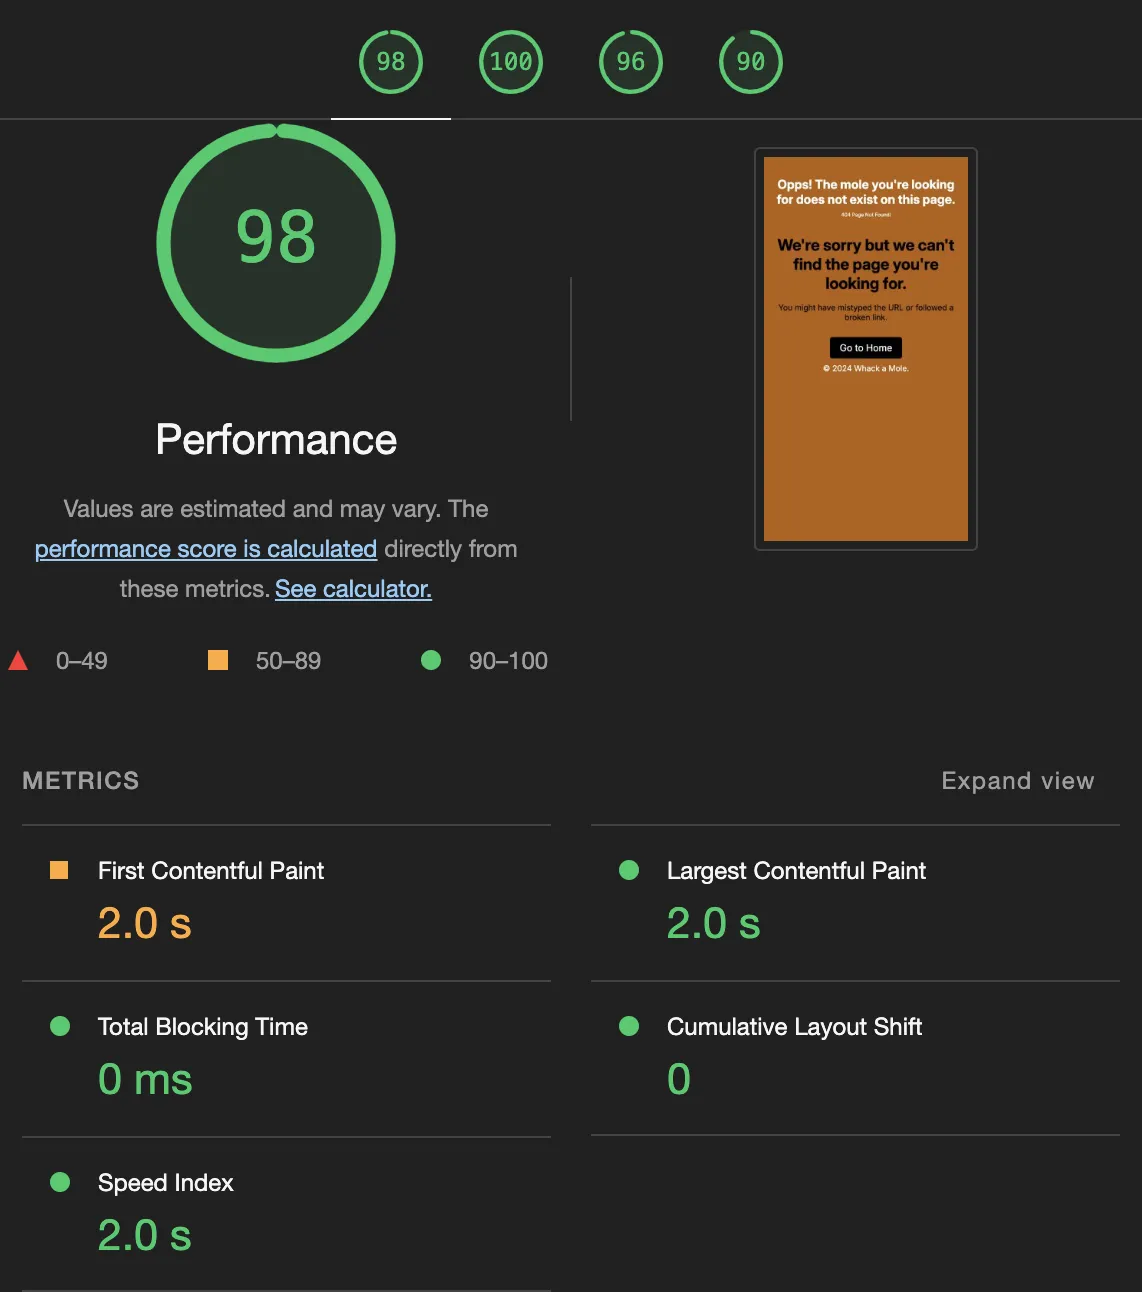 98
100
96
90
98
Performance
Values are estimated and may vary. The
performance score is calculated directly from
these metrics. See calculator.
0–49
50–89
90–100
Opps! The mole you're looking
for does not exist on this page.
404 Page Not Found!
We're sorry but we can't
find the page you're
looking for.
You might have mistyped the URL or followed a
broken link.
Go to Home
© 2024 Whack a Mole.
METRICS
Expand view
First Contentful Paint
2.0 s
Largest Contentful Paint
2.0 s
Total Blocking Time
0 ms
Cumulative Layout Shift
0
Speed Index
2.0 s